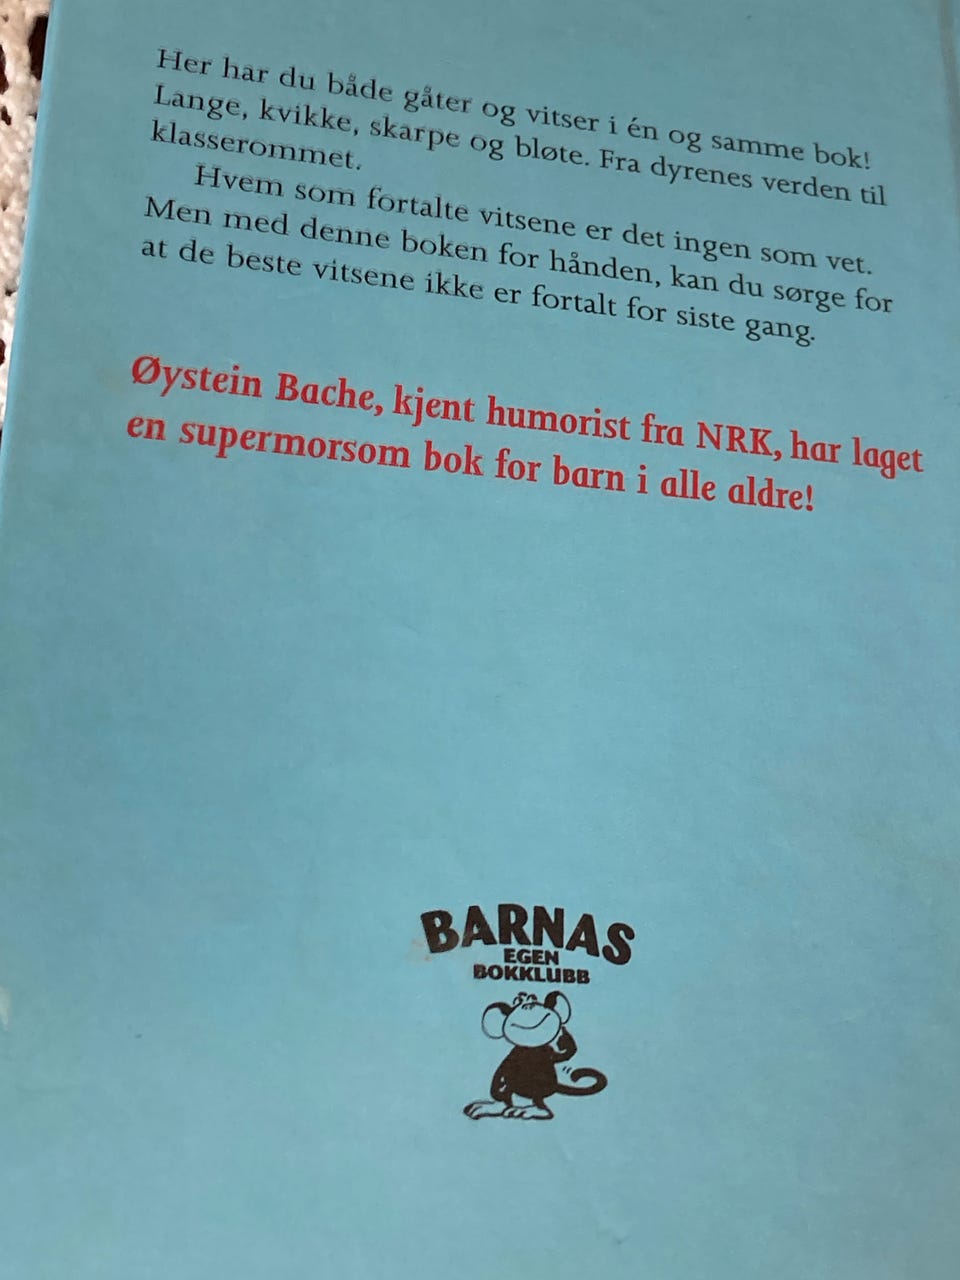 Her har du både gåter og vitser i én og samme bok!
Lange, kvikke, skarpe og bløte. Fra dyrenes verden til
klasserommet.
Hvem som fortalte vitsene er det ingen som vet.
Men med denne boken for hånden, kan du sørge for
at de beste vitsene ikke er fortalt for siste gang.
Øystein Bache, kjent humorist fra NRK, har laget
en supermorsom bok for barn i alle aldre!
BARNAS
EGEN
BOKKLUBB